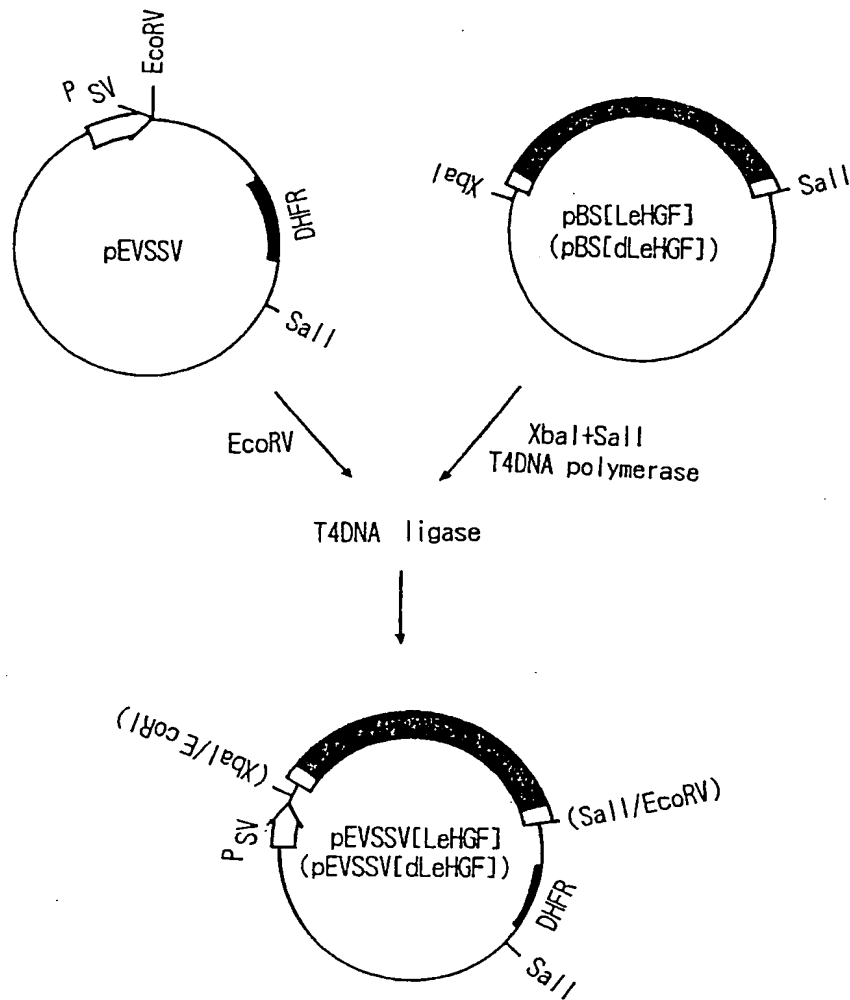 P SV
EcoRV
DHFR
pEVSSV
SalI
XbaI
SalI
pBS[LeHGF]
(pBS[dLeHGF])
EcoRV
XbaI+SalI
T4DNA polymerase
T4DNA ligase
(XbaI/EcoRI)
P SV
(SalI/EcoRV)
pEVSSV[LeHGF]
(pEVSSV[dLeHGF])
DHFR
SalI